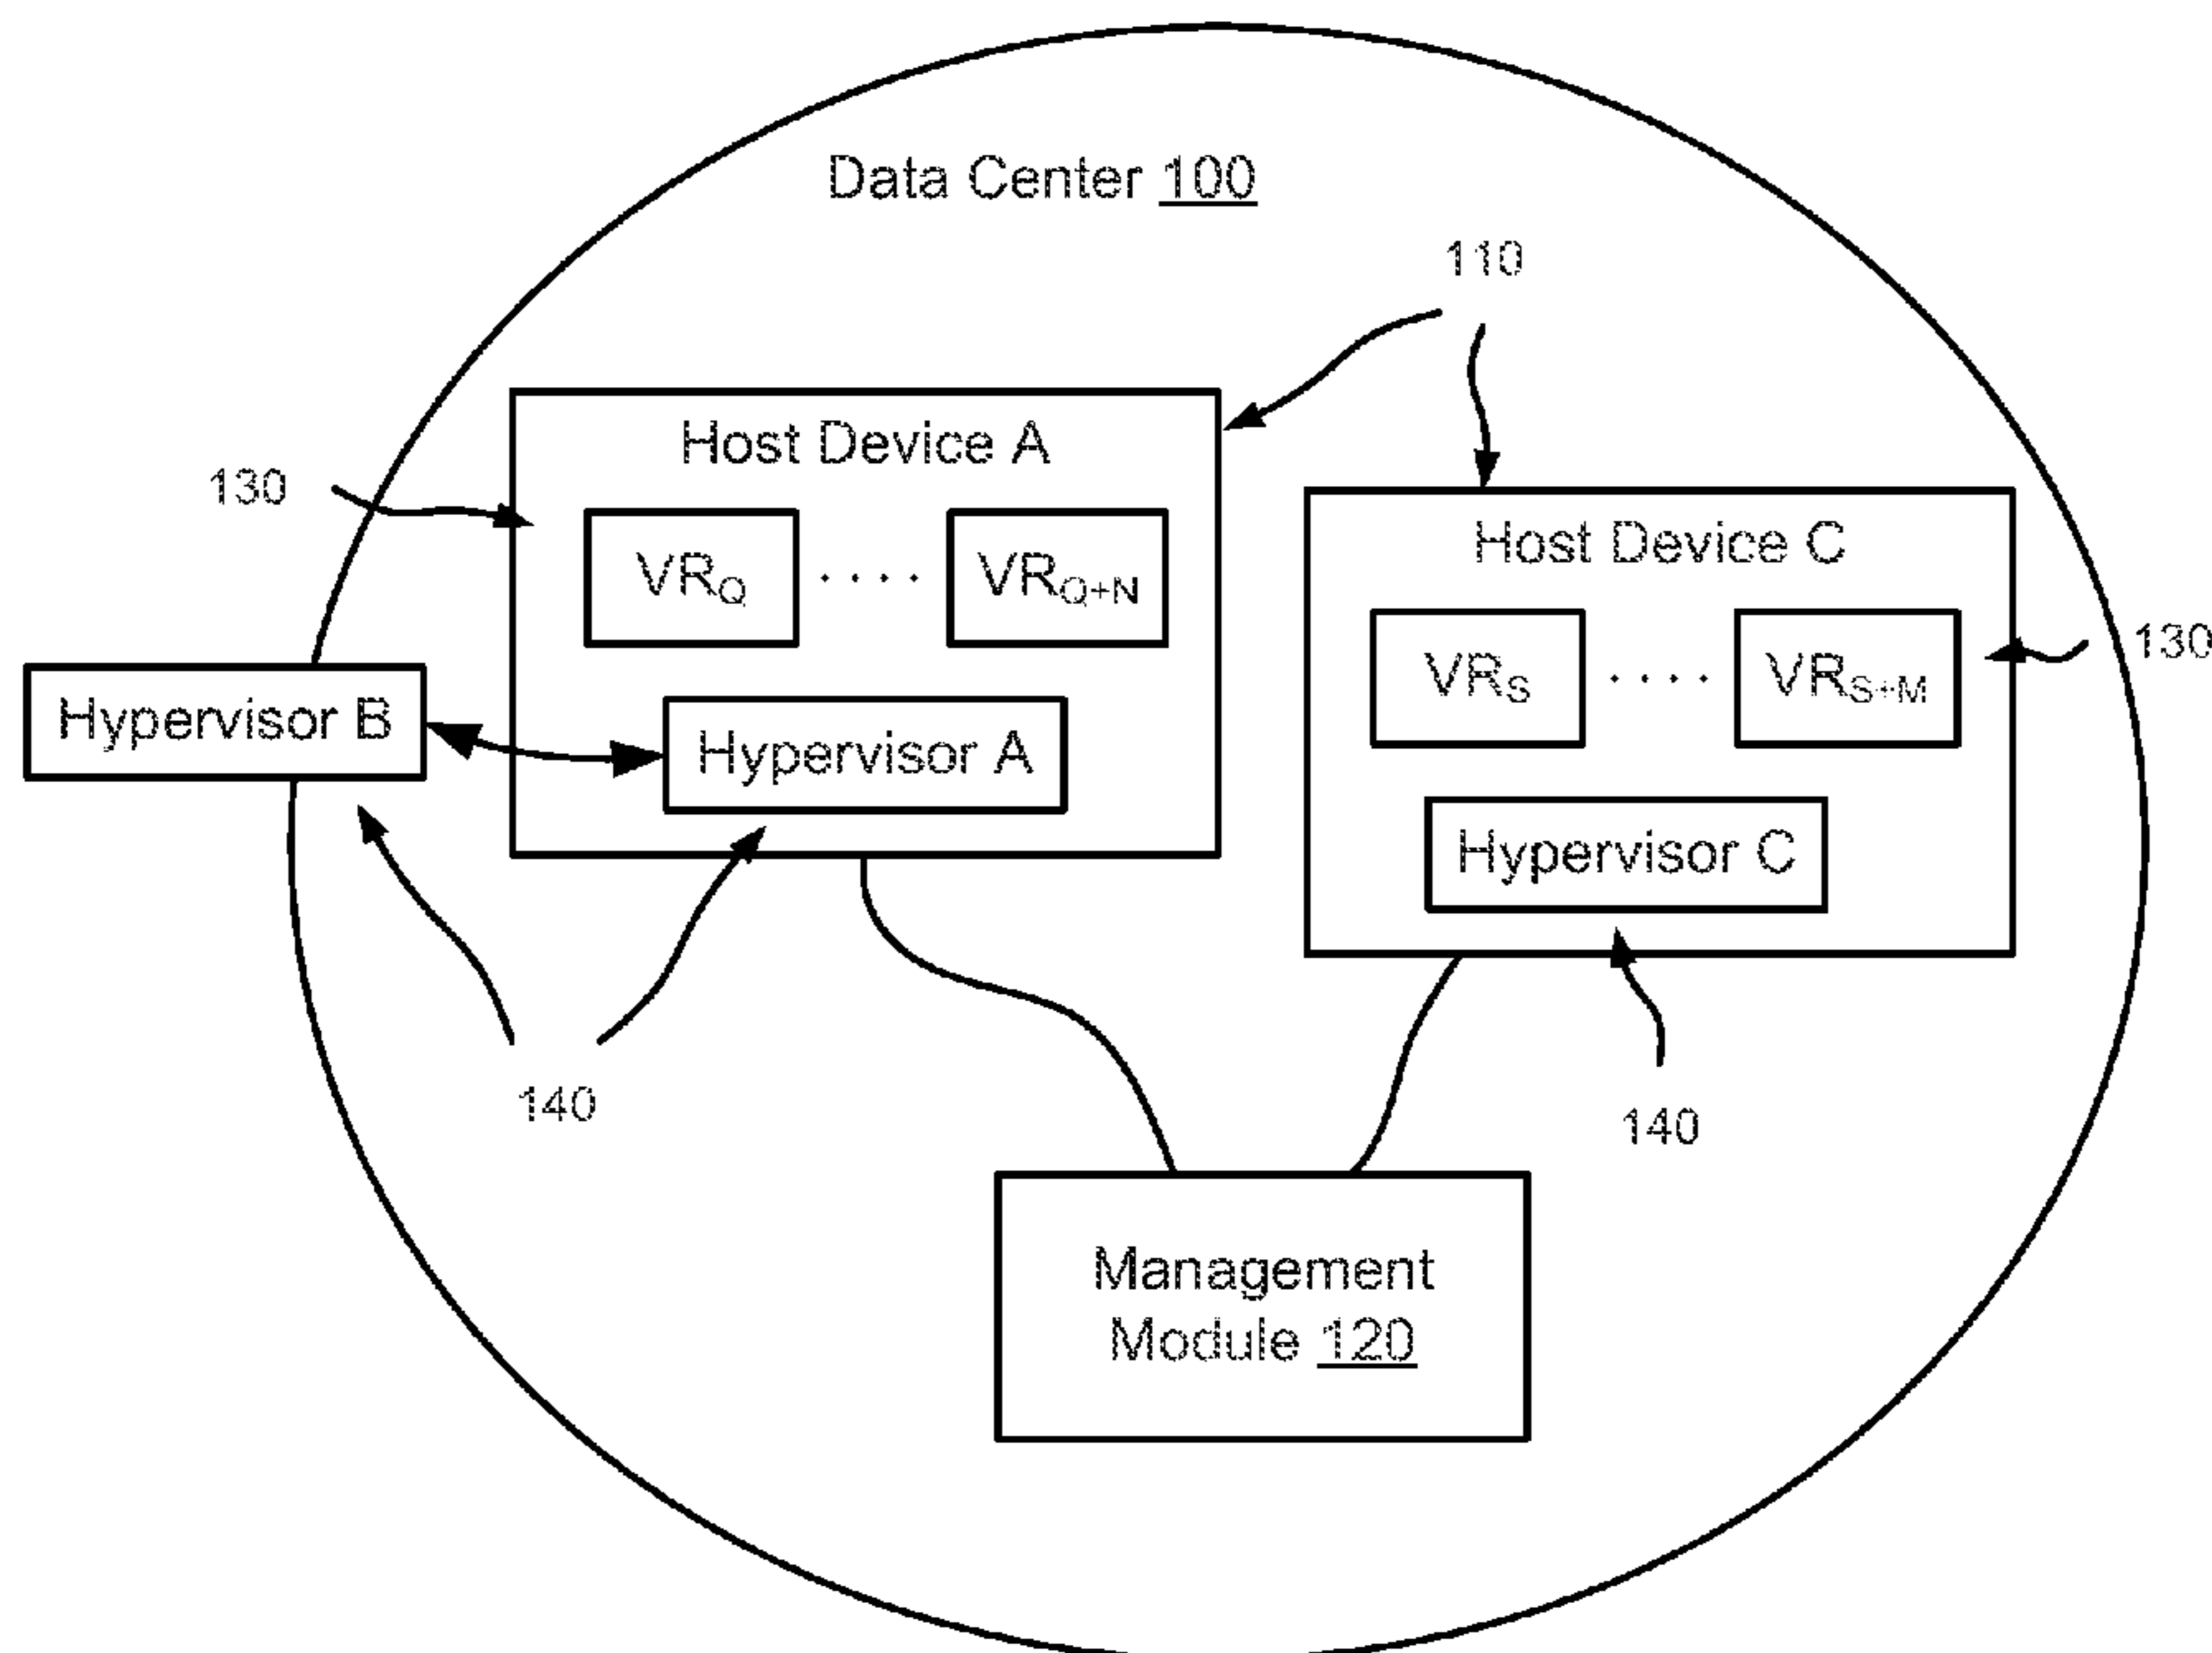 Data Center 100
110
Host Device A
130
VRQ
. . . .
VRQ+N
Host Device C
VRS
. . . .
VRS+M
130
Hypervisor B
Hypervisor A
Hypervisor C
140
140
Management
Module 120